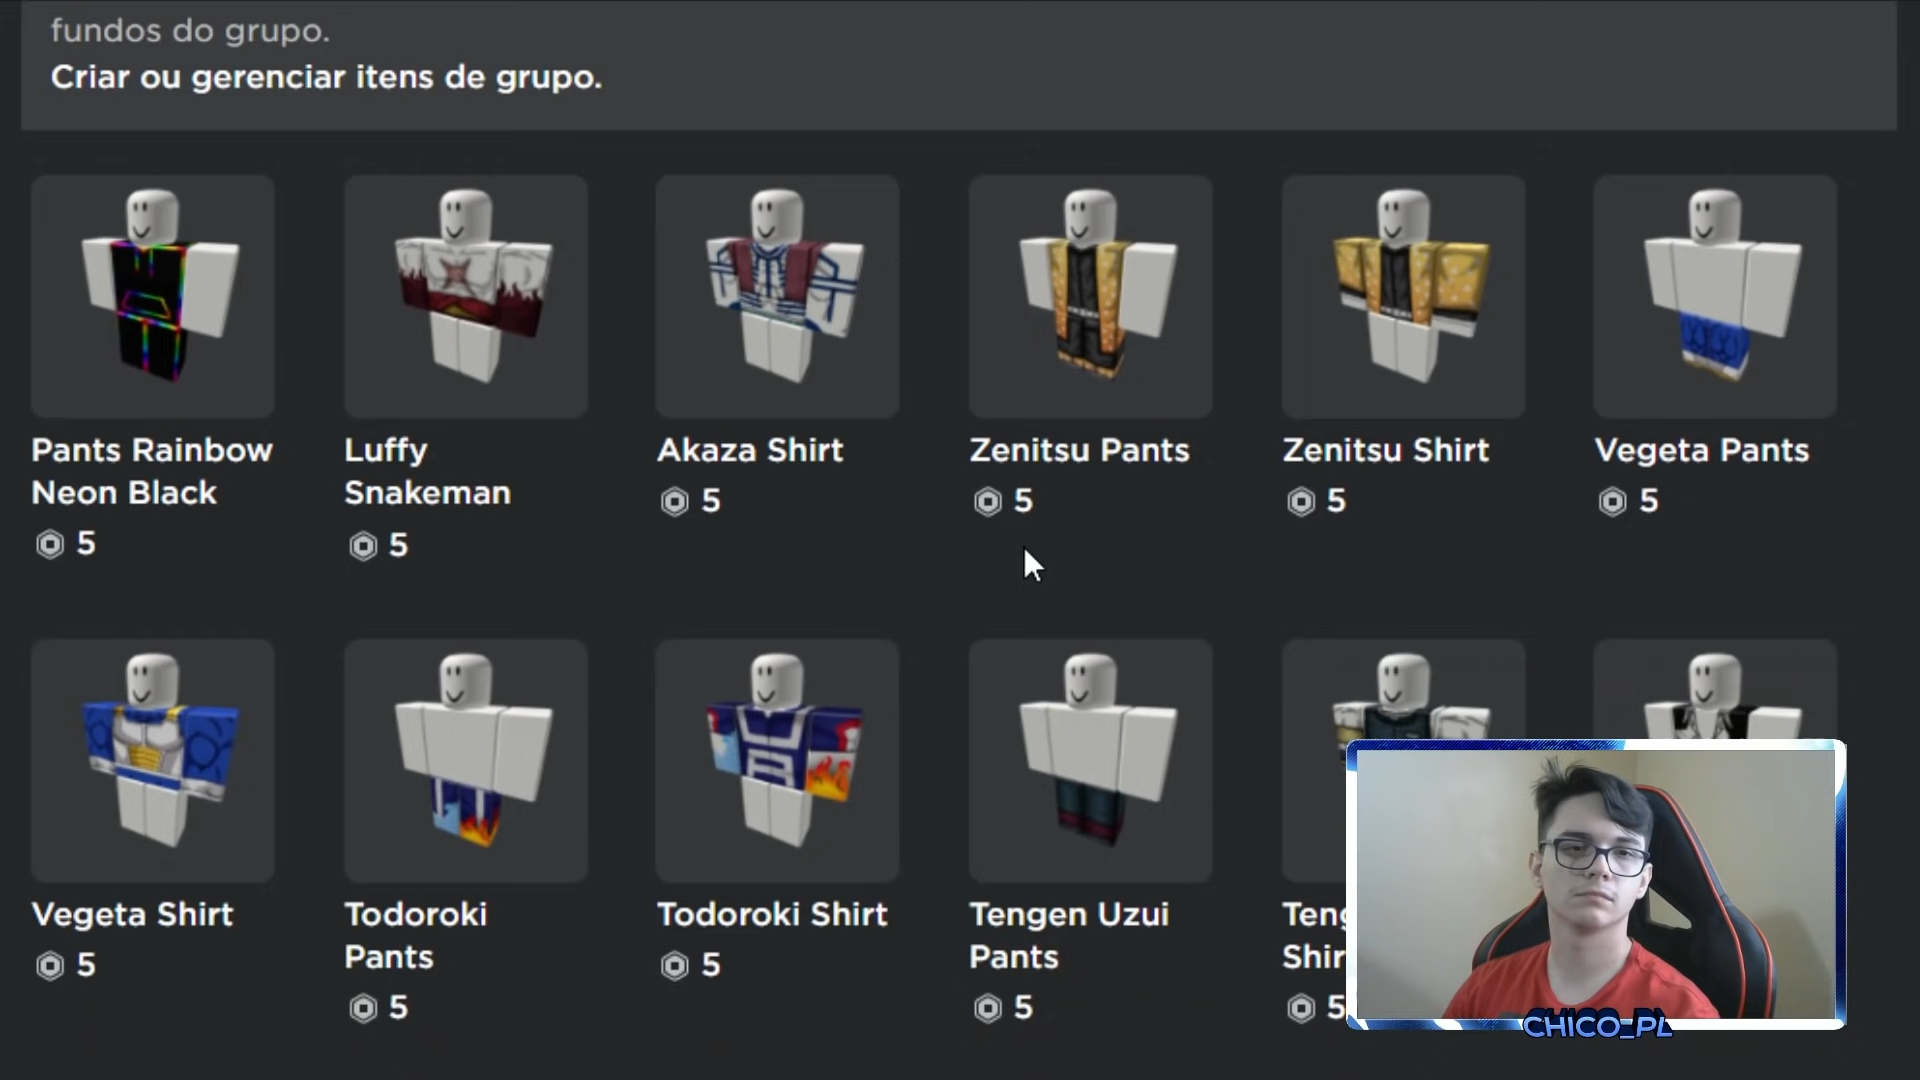 fundos do grupo.
Criar ou gerenciar itens de grupo.
Pants Rainbow
Neon Black
5
Luffy
Snakeman
5
Akaza Shirt
5
Zenitsu Pants
5
Zenitsu Shirt
5
Vegeta Pants
5
Vegeta Shirt
5
Todoroki
Pants
5
Todoroki Shirt
5
Tengen Uzui
Pants
5
Teng
Shir
5
CHICO_PL